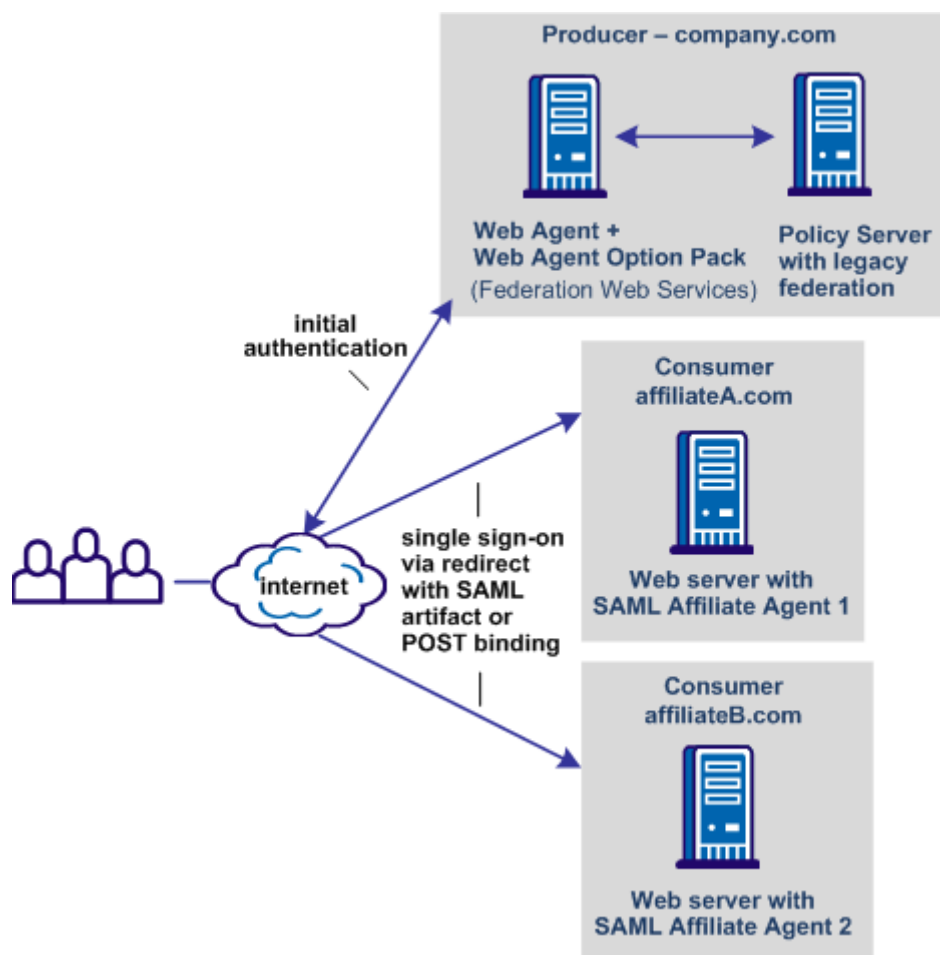 Producer – company.com
Web Agent +
Web Agent Option Pack
(Federation Web Services)
Policy Server
with legacy
federation
initial
authentication
Consumer
affiliateA.com
Web server with
SAML Affiliate Agent 1
single sign-on
via redirect
with SAML
artifact or
POST binding
internet
Consumer
affiliateB.com
Web server with
SAML Affiliate Agent 2